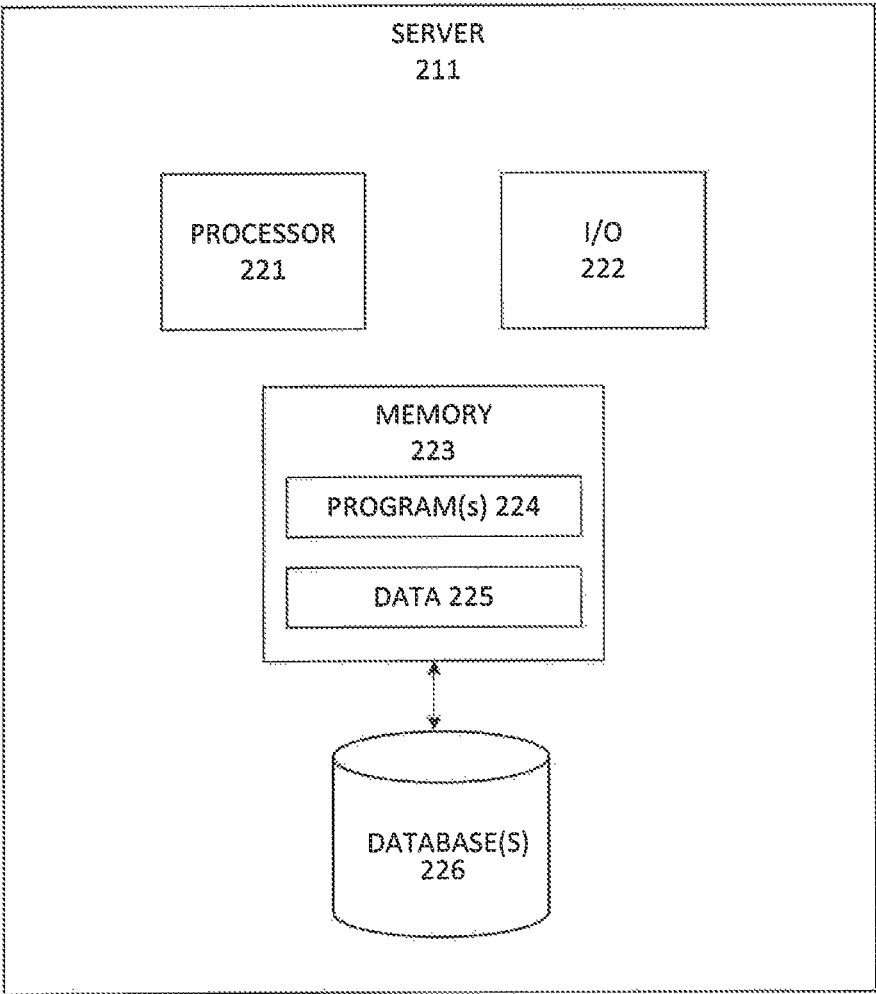 SERVER
211
PROCESSOR
221
I/O
222
MEMORY
223
PROGRAM(s) 224
DATA 225
DATABASE(S)
226